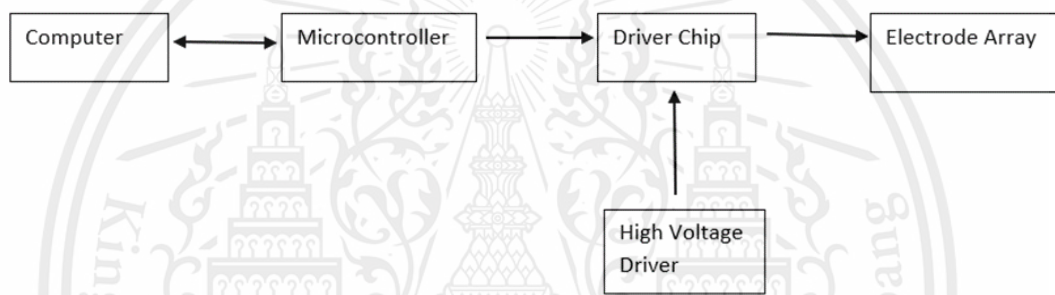 Computer
Microcontroller
Driver Chip
Electrode Array
High Voltage
Driver